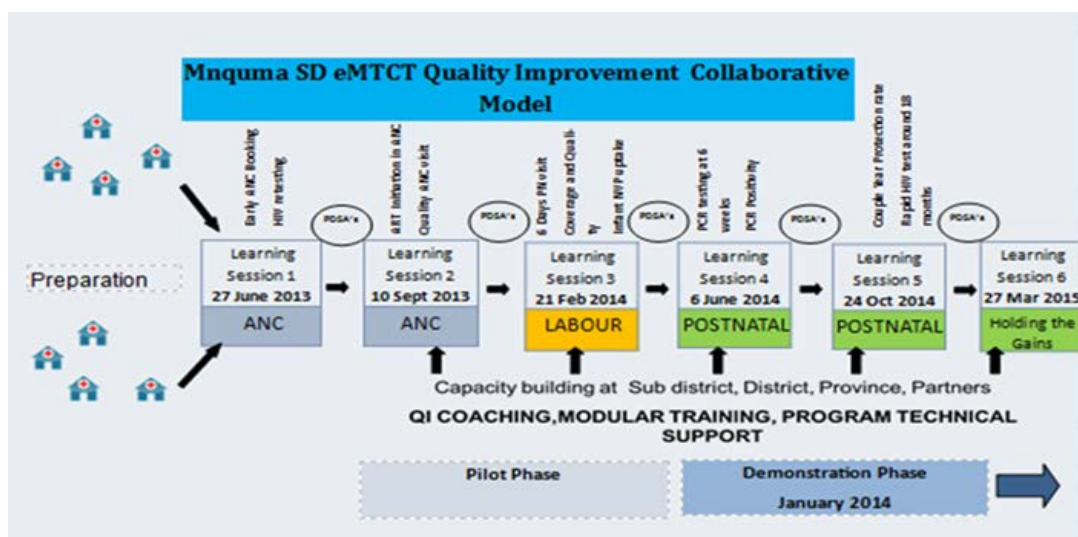 Mnquma SD eMTCT Quality Improvement Collaborative
Model
Early ANC Booking
HIV retesting
ART Initiation in ANC
Quality ANC visit
6 Days PN visit
Coverage and Quali-
ty
Infant NVP uptake
PCR testing at 6
weeks
PCR Positivity
Couple Year Protection rate
Rapid HIV test around 18
months
PDSA's
PDSA's
PDSA's
PDSA's
PDSA's
Preparation
Learning
Session 1
27 June 2013
ANC
Learning
Session 2
10 Sept 2013
ANC
Learning
Session 3
21 Feb 2014
LABOUR
Learning
Session 4
6 June 2014
POSTNATAL
Learning
Session 5
24 Oct 2014
POSTNATAL
Learning
Session 6
27 Mar 2015
Holding the
Gains
Capacity building at Sub district, District, Province, Partners
QI COACHING,MODULAR TRAINING, PROGRAM TECHNICAL
SUPPORT
Pilot Phase
Demonstration Phase
January 2014